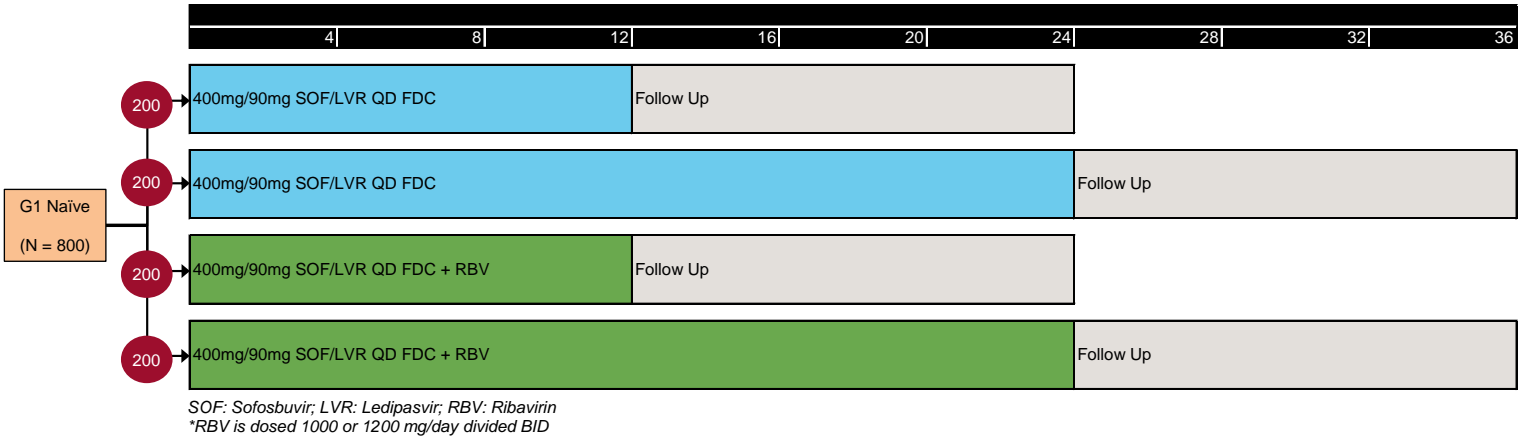 4 8 12 16 20 24 28 32 36
200 400mg/90mg SOF/LVR QD FDC Follow Up
200 400mg/90mg SOF/LVR QD FDC Follow Up
G1 Naïve
(N = 800)
200 400mg/90mg SOF/LVR QD FDC + RBV Follow Up
200 400mg/90mg SOF/LVR QD FDC + RBV Follow Up
SOF: Sofosbuvir; LVR: Ledipasvir; RBV: Ribavirin
*RBV is dosed 1000 or 1200 mg/day divided BID